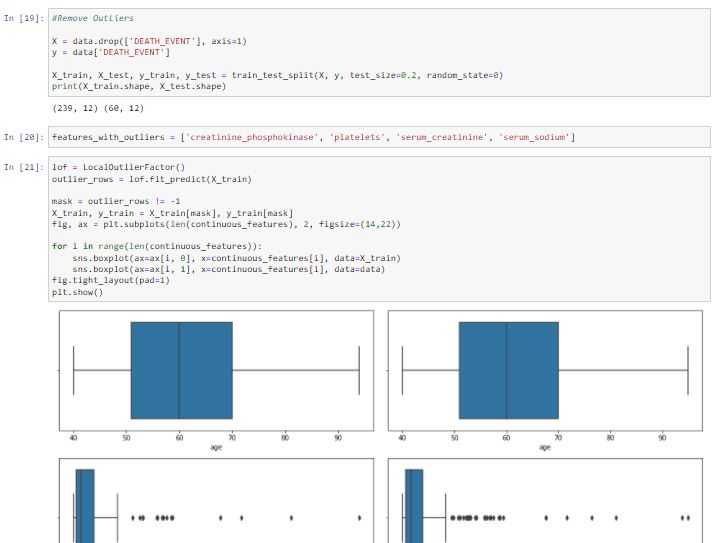 In [19]: #Remove Outliers
X = data.drop(['DEATH_EVENT'], axis=1)
y = data['DEATH_EVENT']
X_train, X_test, y_train, y_test = train_test_split(X, y, test_size=0.2, random_state=0)
print(X_train.shape, X_test.shape)
(239, 12) (60, 12)
In [20]: features_with_outliers = ['creatinine_phosphokinase', 'platelets', 'serum_creatinine', 'serum_sodium']
In [21]: lof = LocalOutlierFactor()
outlier_rows = lof.fit_predict(X_train)
mask = outlier_rows != -1
X_train, y_train = X_train[mask], y_train[mask]
fig, ax = plt.subplots(len(continuous_features), 2, figsize=(14,22))
for i in range(len(continuous_features)):
    sns.boxplot(ax=ax[i, 0], x=continuous_features[i], data=X_train)
    sns.boxplot(ax=ax[i, 1], x=continuous_features[i], data=data)
fig.tight_layout(pad=1)
plt.show()
40 50 60 70 80 90
age
40 50 60 70 80 90
age